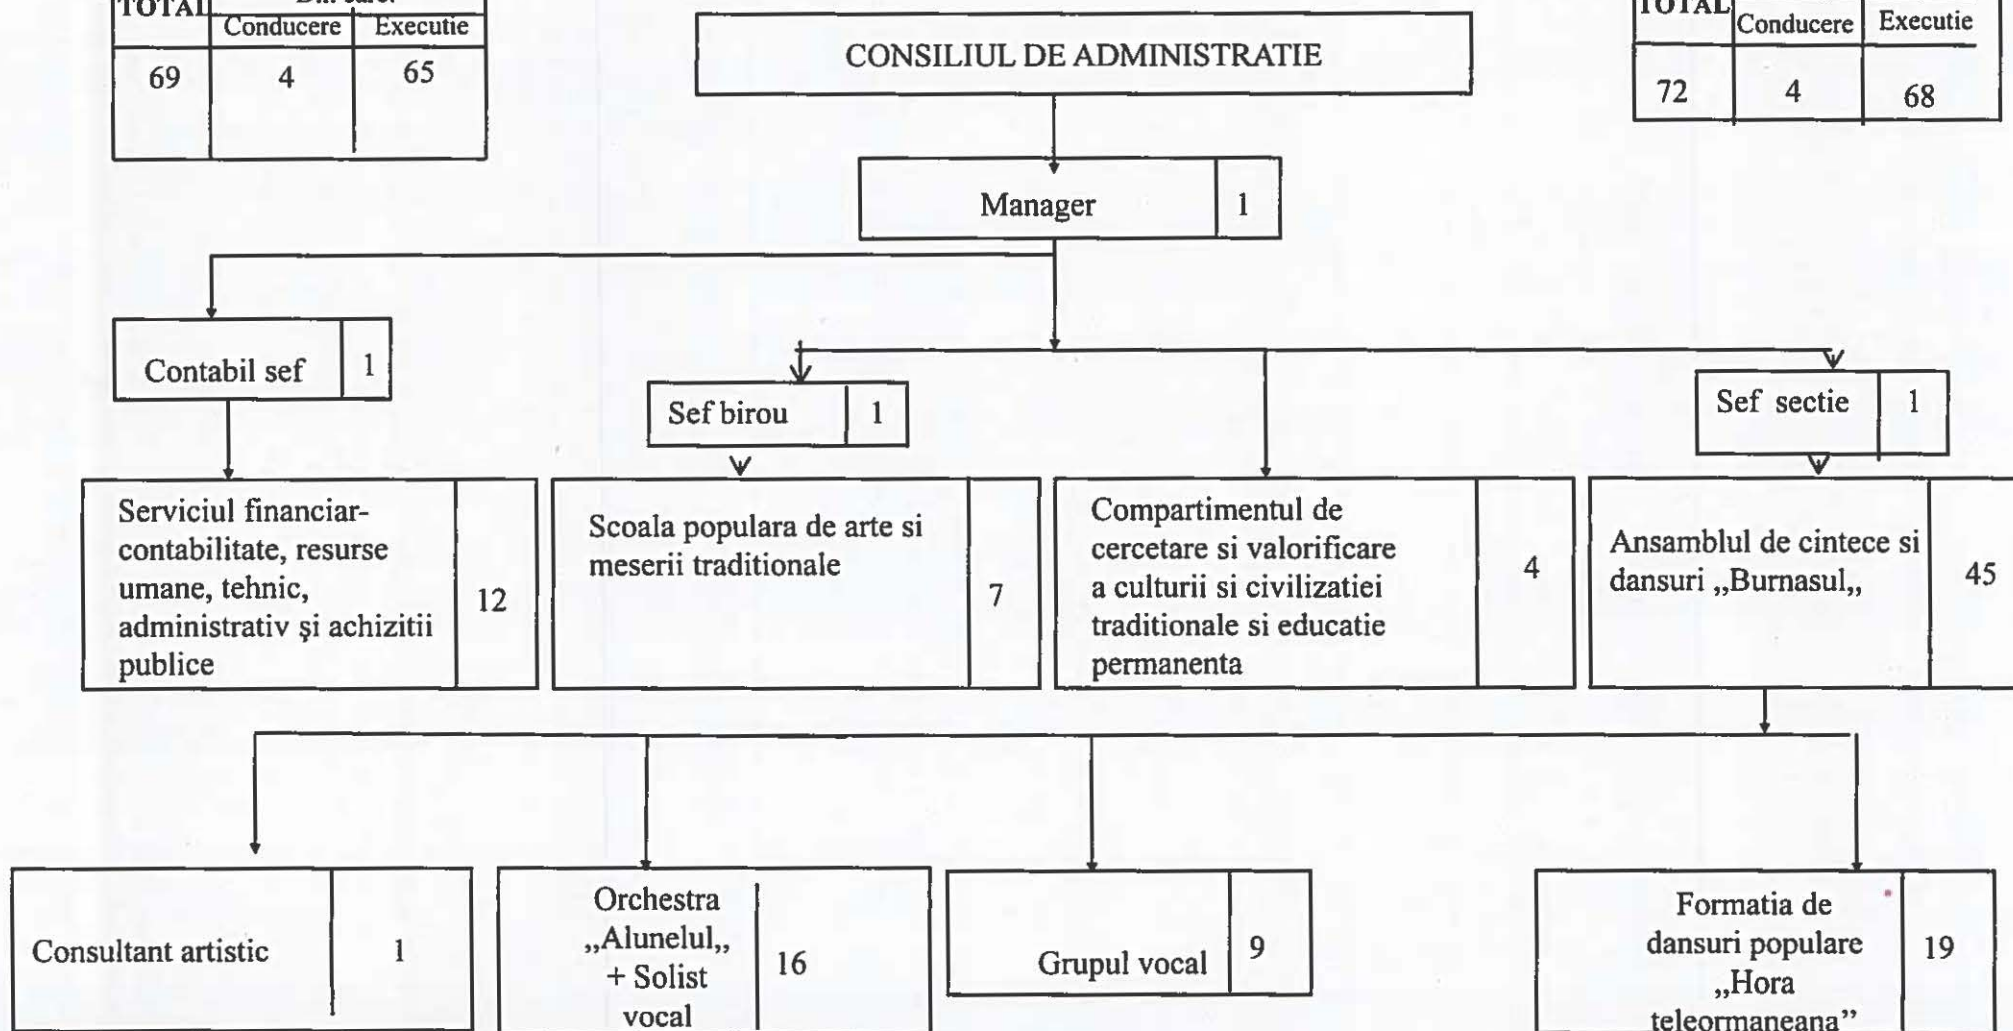 TOTAL
Din care:
Conducere Executie
69 4 65
CONSILIUL DE ADMINISTRATIE
TOTAL
Conducere Executie
72 4 68
Manager 1
Contabil sef 1
Sef birou 1
Sef sectie 1
Serviciul financiar-
contabilitate, resurse
umane, tehnic,
administrativ şi achizitii
publice
12
Scoala populara de arte si
meserii traditionale
7
Compartimentul de
cercetare si valorificare
a culturii si civilizatiei
traditionale si educatie
permanenta
4
Ansamblul de cintece si
dansuri ,,Burnasul,,
45
Consultant artistic 1
Orchestra
,,Alunelul,,
+ Solist
vocal
16
Grupul vocal 9
Formatia de
dansuri populare
,,Hora
teleormaneana”
19